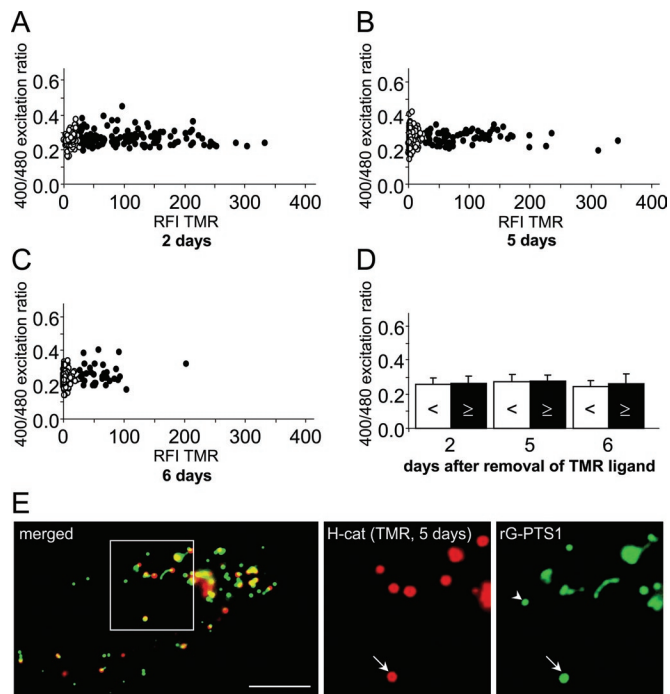 A
400/480 excitation ratio
0.6
0.4
0.2
0.0
0 100 200 300 400
RFI TMR
2 days
B
400/480 excitation ratio
0.6
0.4
0.2
0.0
0 100 200 300 400
RFI TMR
5 days
C
400/480 excitation ratio
0.6
0.4
0.2
0.0
0 100 200 300 400
RFI TMR
6 days
D
400/480 excitation ratio
0.6
0.4
0.2
0.0
< ≥ < ≥ < ≥
2 5 6
days after removal of TMR ligand
E
merged
H-cat (TMR, 5 days)
rG-PTS1